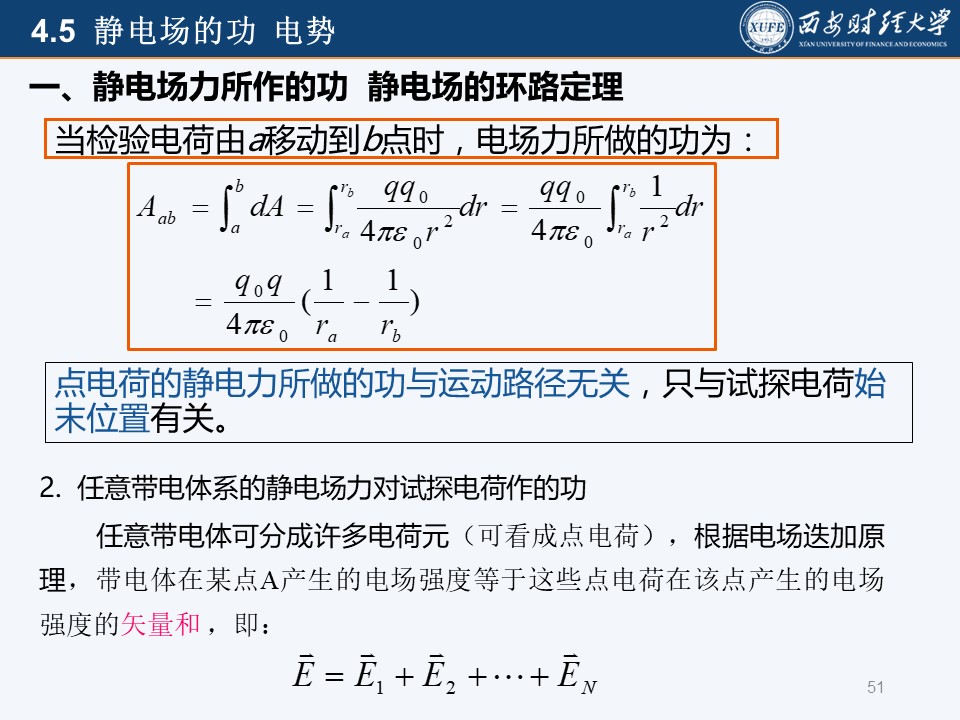 4.5 静电场的功 电势
XUFE
西安财经大学
XI'AN UNIVERSITY OF FINANCE AND ECONOMICS
一、静电场力所作的功 静电场的环路定理
当检验电荷由a移动到b点时，电场力所做的功为：
A_{ab} = \int_a^b dA = \int_{r_a}^{r_b} \frac{qq_0}{4\pi\varepsilon_0 r^2} dr = \frac{qq_0}{4\pi\varepsilon_0} \int_{r_a}^{r_b} \frac{1}{r^2} dr
= \frac{q_0 q}{4\pi\varepsilon_0} (\frac{1}{r_a} - \frac{1}{r_b})
点电荷的静电力所做的功与运动路径无关，只与试探电荷始
末位置有关。
2. 任意带电体系的静电场力对试探电荷作的功
任意带电体可分成许多电荷元（可看成点电荷），根据电场迭加原
理，带电体在某点A产生的电场强度等于这些点电荷在该点产生的电场
强度的矢量和，即：
\vec{E} = \vec{E}_1 + \vec{E}_2 + \cdots + \vec{E}_N
51